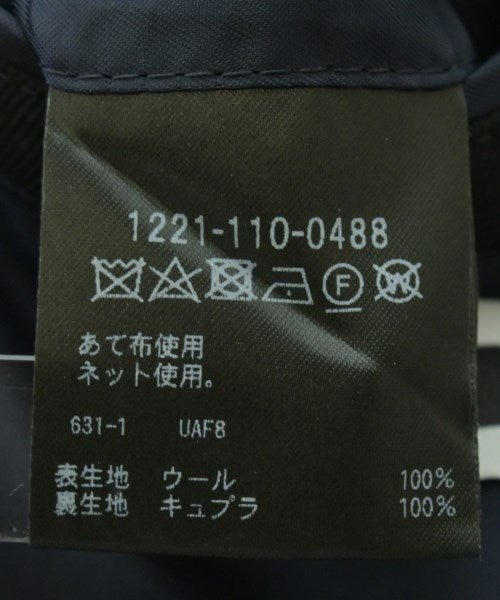 1221-110-0488
F W
あて布使用
ネット使用。
631-1 UAF8
表生地 ウール 100%
裏生地 キュプラ 100%